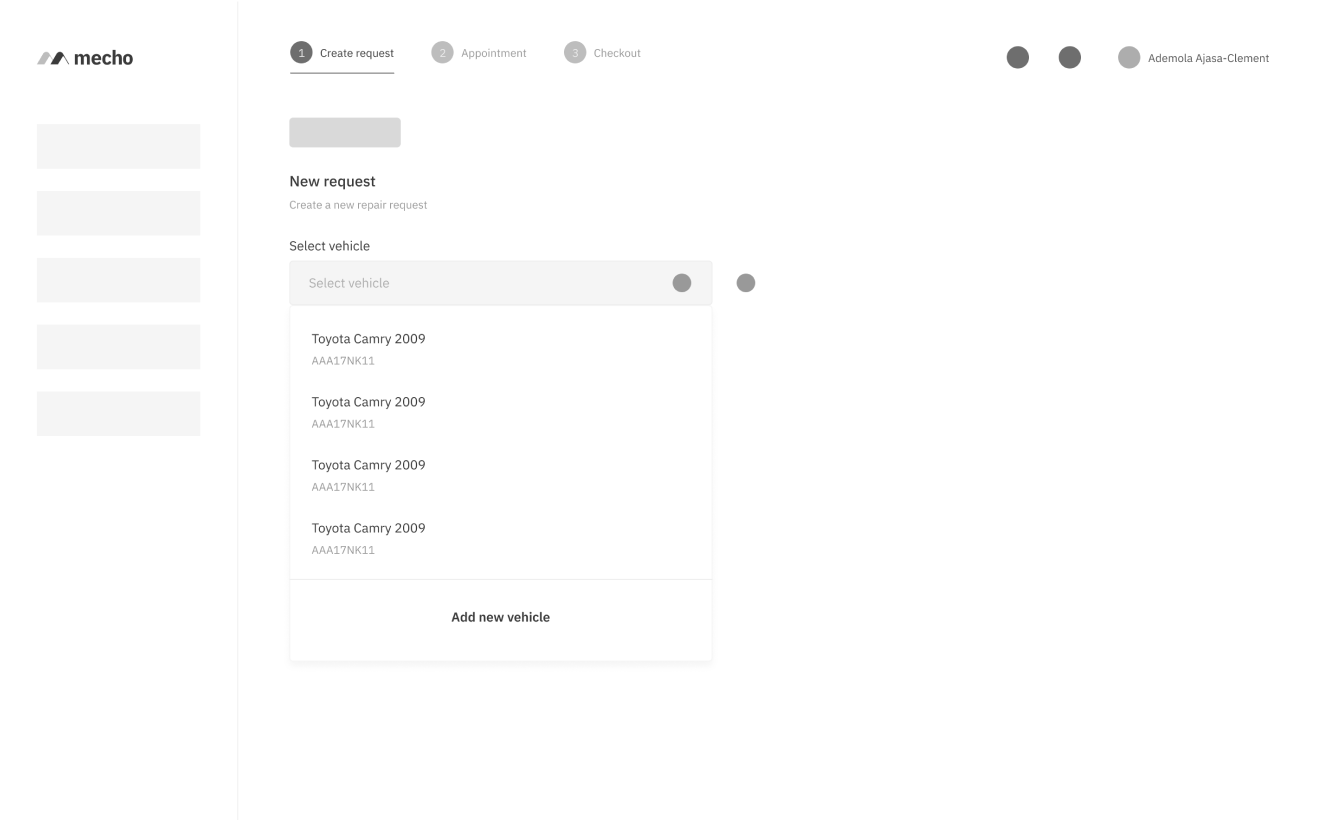 mecho
1 Create request
2 Appointment
3 Checkout
Ademola Ajasa-Clement
New request
Create a new repair request
Select vehicle
Select vehicle
Toyota Camry 2009
AAA17NK11
Toyota Camry 2009
AAA17NK11
Toyota Camry 2009
AAA17NK11
Toyota Camry 2009
AAA17NK11
Add new vehicle